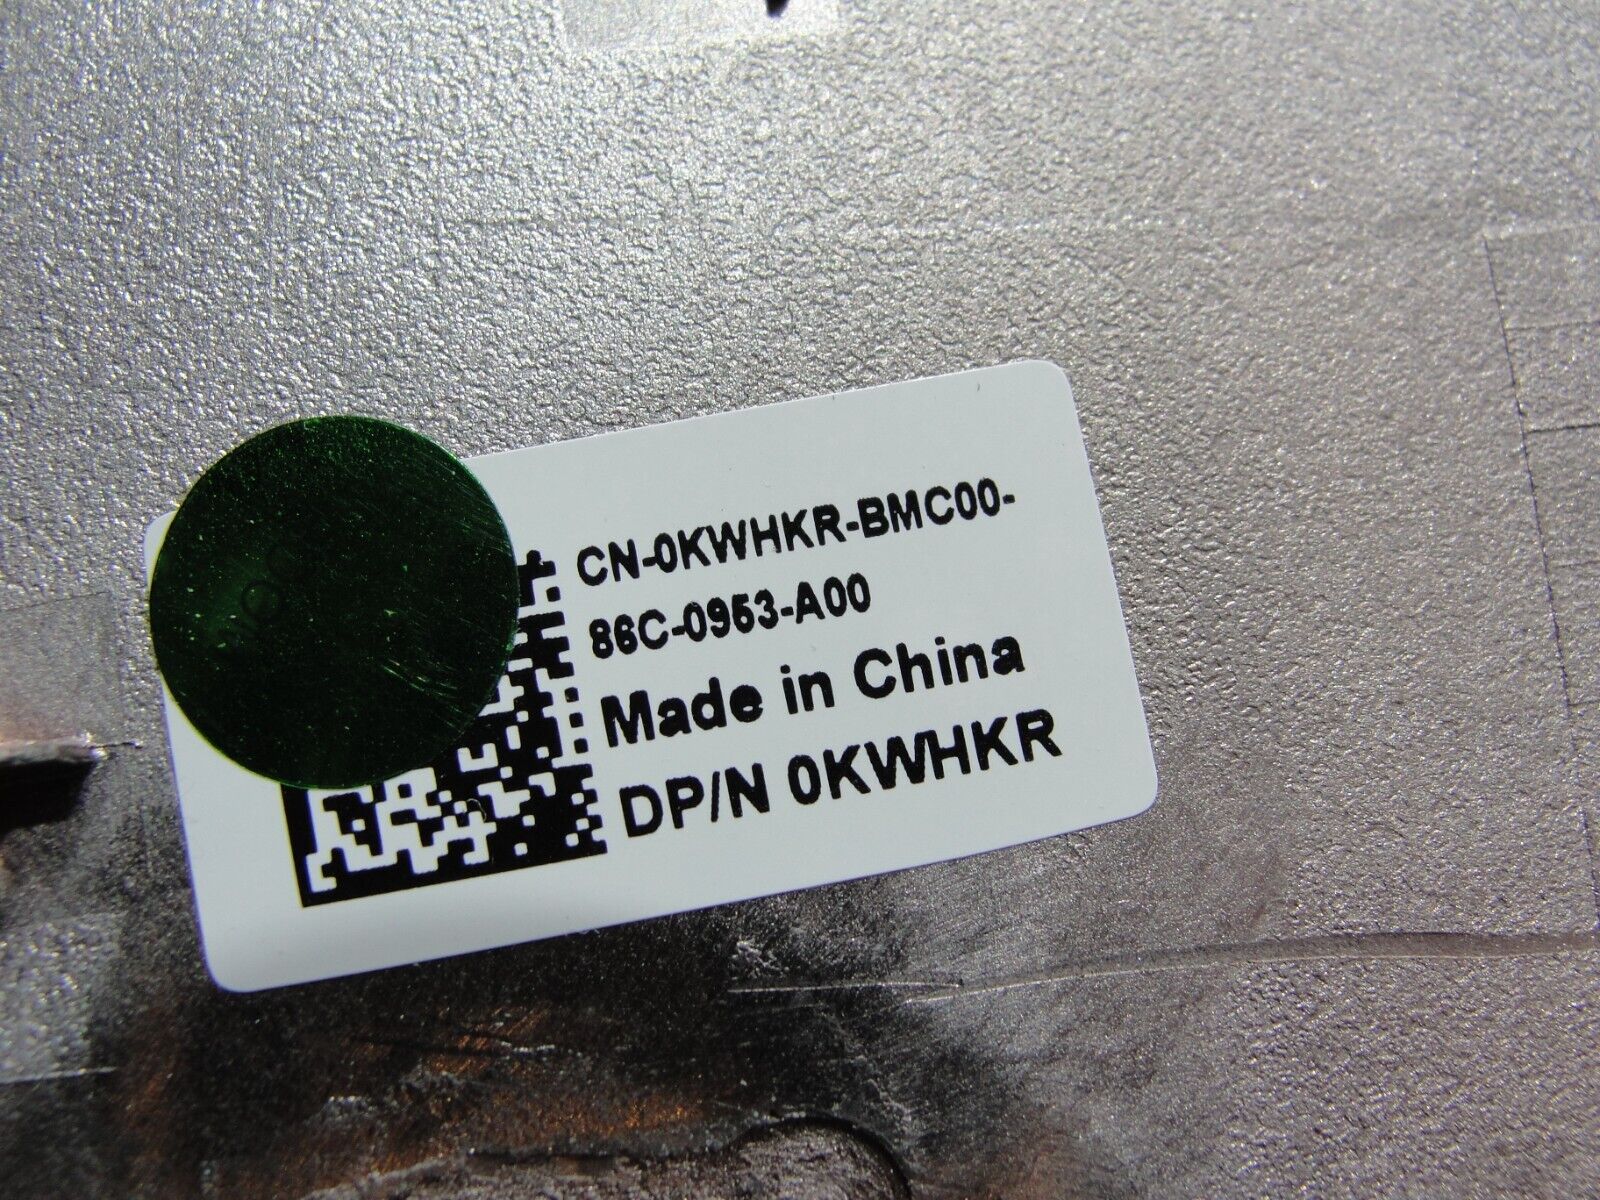 CN-0KWHKR-BMC00-
86C-0953-A00
Made in China
DP/N 0KWHKR